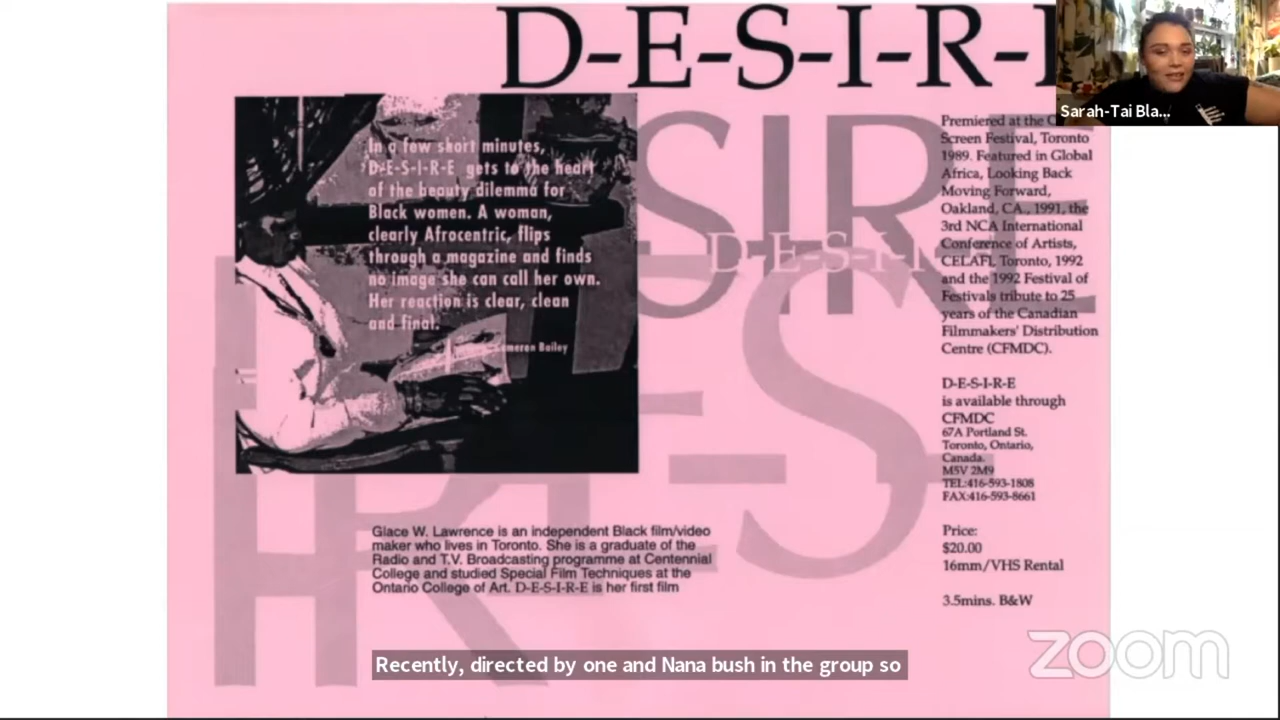 D-E-S-I-R-
Sarah-Tai Bla...
In a few short minutes,
D-E-S-I-R-E gets to the heart
of the beauty dilemma for
Black women. A woman,
clearly Afrocentric, flips
through a magazine and finds
no image she can call her own.
Her reaction is clear, clean
and final.
Cameron Bailey
SIRE
D-E-S-I-R
Premiered at the
Screen Festival, Toronto
1989. Featured in Global
Africa, Looking Back
Moving Forward,
Oakland, CA., 1991, the
3rd NCA International
Conference of Artists,
CELAFI, Toronto, 1992
and the 1992 Festival of
Festivals tribute to 25
years of the Canadian
Filmmakers' Distribution
Centre (CFMDC).
D-E-S-I-R-E
is available through
CFMDC
67A Portland St.
Toronto, Ontario,
Canada.
M5V 2M9
TEL:416-593-1808
FAX:416-593-8661
Price:
$20.00
16mm/VHS Rental
3.5mins. B&W
Glace W. Lawrence is an independent Black film/video
maker who lives in Toronto. She is a graduate of the
Radio and T.V. Broadcasting programme at Centennial
College and studied Special Film Techniques at the
Ontario College of Art. D-E-S-I-R-E is her first film
Recently, directed by one and Nana bush in the group so
zoom